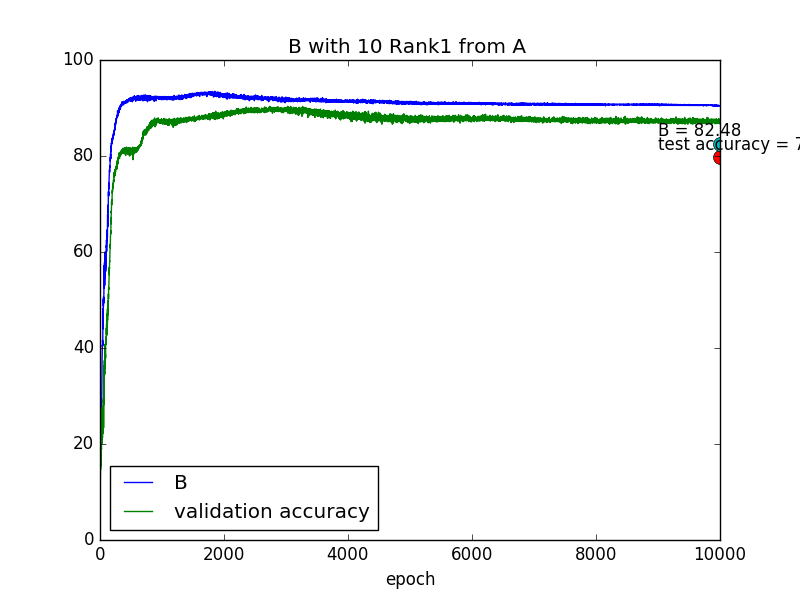 B with 10 Rank1 from A
100
80
60
40
20
0
B = 82.48
test accuracy = 7
B
validation accuracy
0 2000 4000 6000 8000 10000
epoch